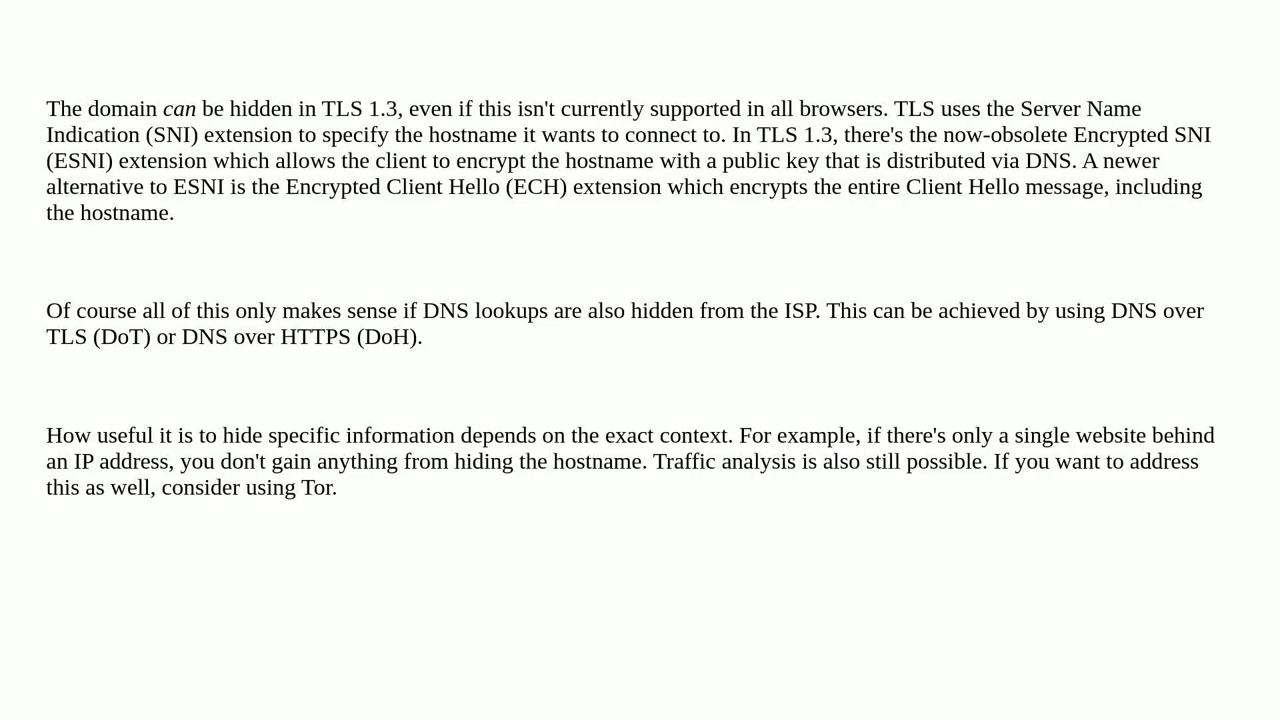 The domain can be hidden in TLS 1.3, even if this isn't currently supported in all browsers. TLS uses the Server Name
Indication (SNI) extension to specify the hostname it wants to connect to. In TLS 1.3, there's the now-obsolete Encrypted SNI
(ESNI) extension which allows the client to encrypt the hostname with a public key that is distributed via DNS. A newer
alternative to ESNI is the Encrypted Client Hello (ECH) extension which encrypts the entire Client Hello message, including
the hostname.
Of course all of this only makes sense if DNS lookups are also hidden from the ISP. This can be achieved by using DNS over
TLS (DoT) or DNS over HTTPS (DoH).
How useful it is to hide specific information depends on the exact context. For example, if there's only a single website behind
an IP address, you don't gain anything from hiding the hostname. Traffic analysis is also still possible. If you want to address
this as well, consider using Tor.